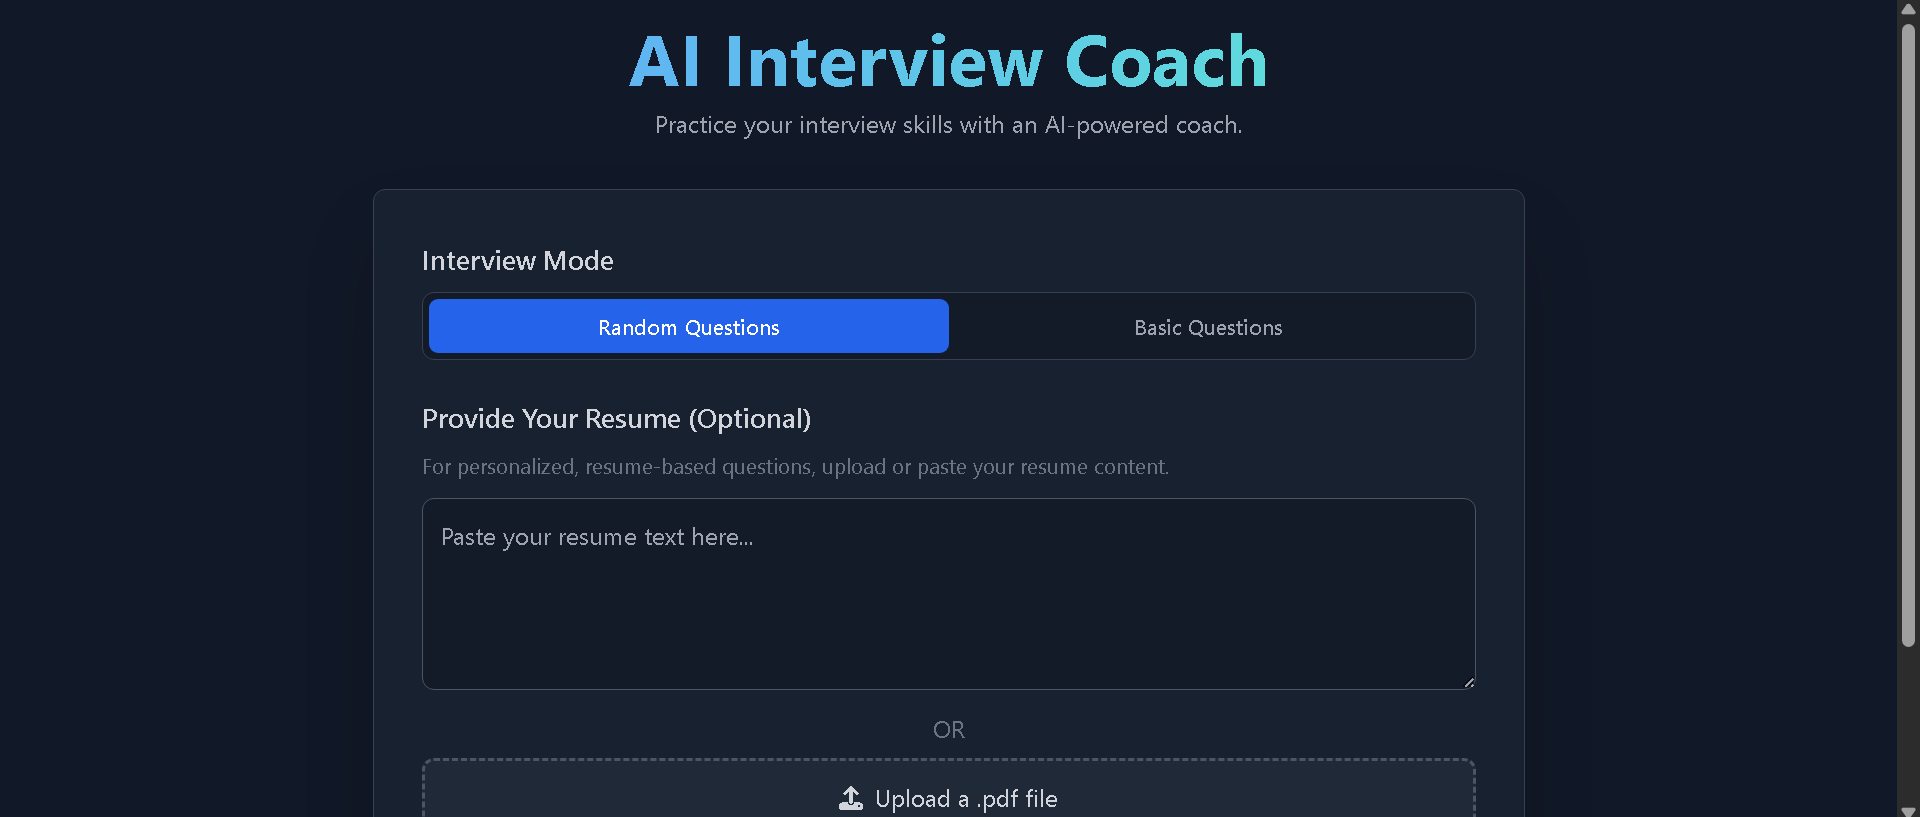 AI Interview Coach
Practice your interview skills with an AI-powered coach.
Interview Mode
Random Questions
Basic Questions
Provide Your Resume (Optional)
For personalized, resume-based questions, upload or paste your resume content.
Paste your resume text here...
OR
Upload a .pdf file